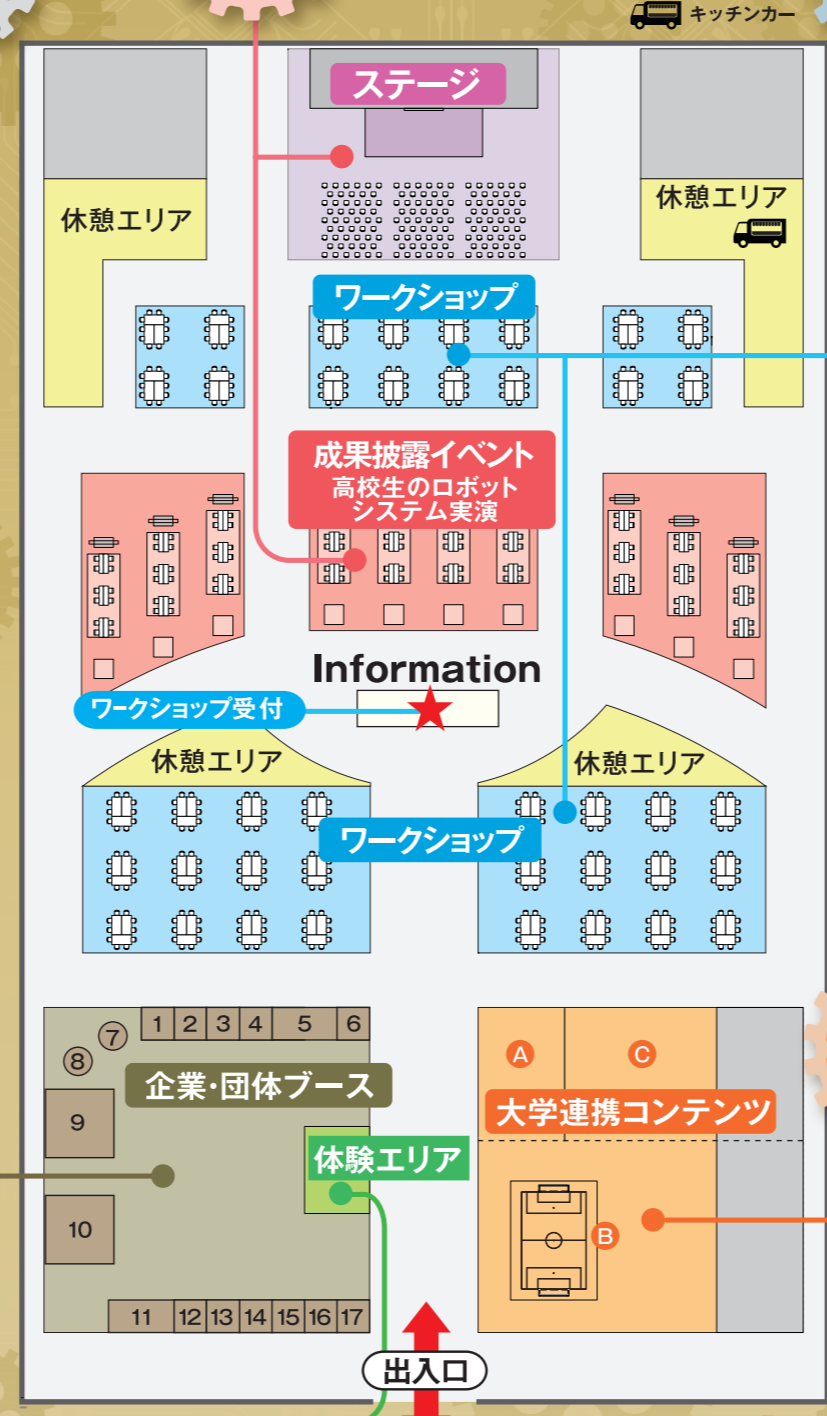 キッチンカー
ステージ
休憩エリア
休憩エリア
ワークショップ
成果披露イベント
高校生のロボット
システム実演
Information
ワークショップ受付
休憩エリア
休憩エリア
ワークショップ
1 2 3 4 5 6
7
8
9
10
企業・団体ブース
体験エリア
11 12 13 14 15 16 17
A
C
大学連携コンテンツ
B
出入口